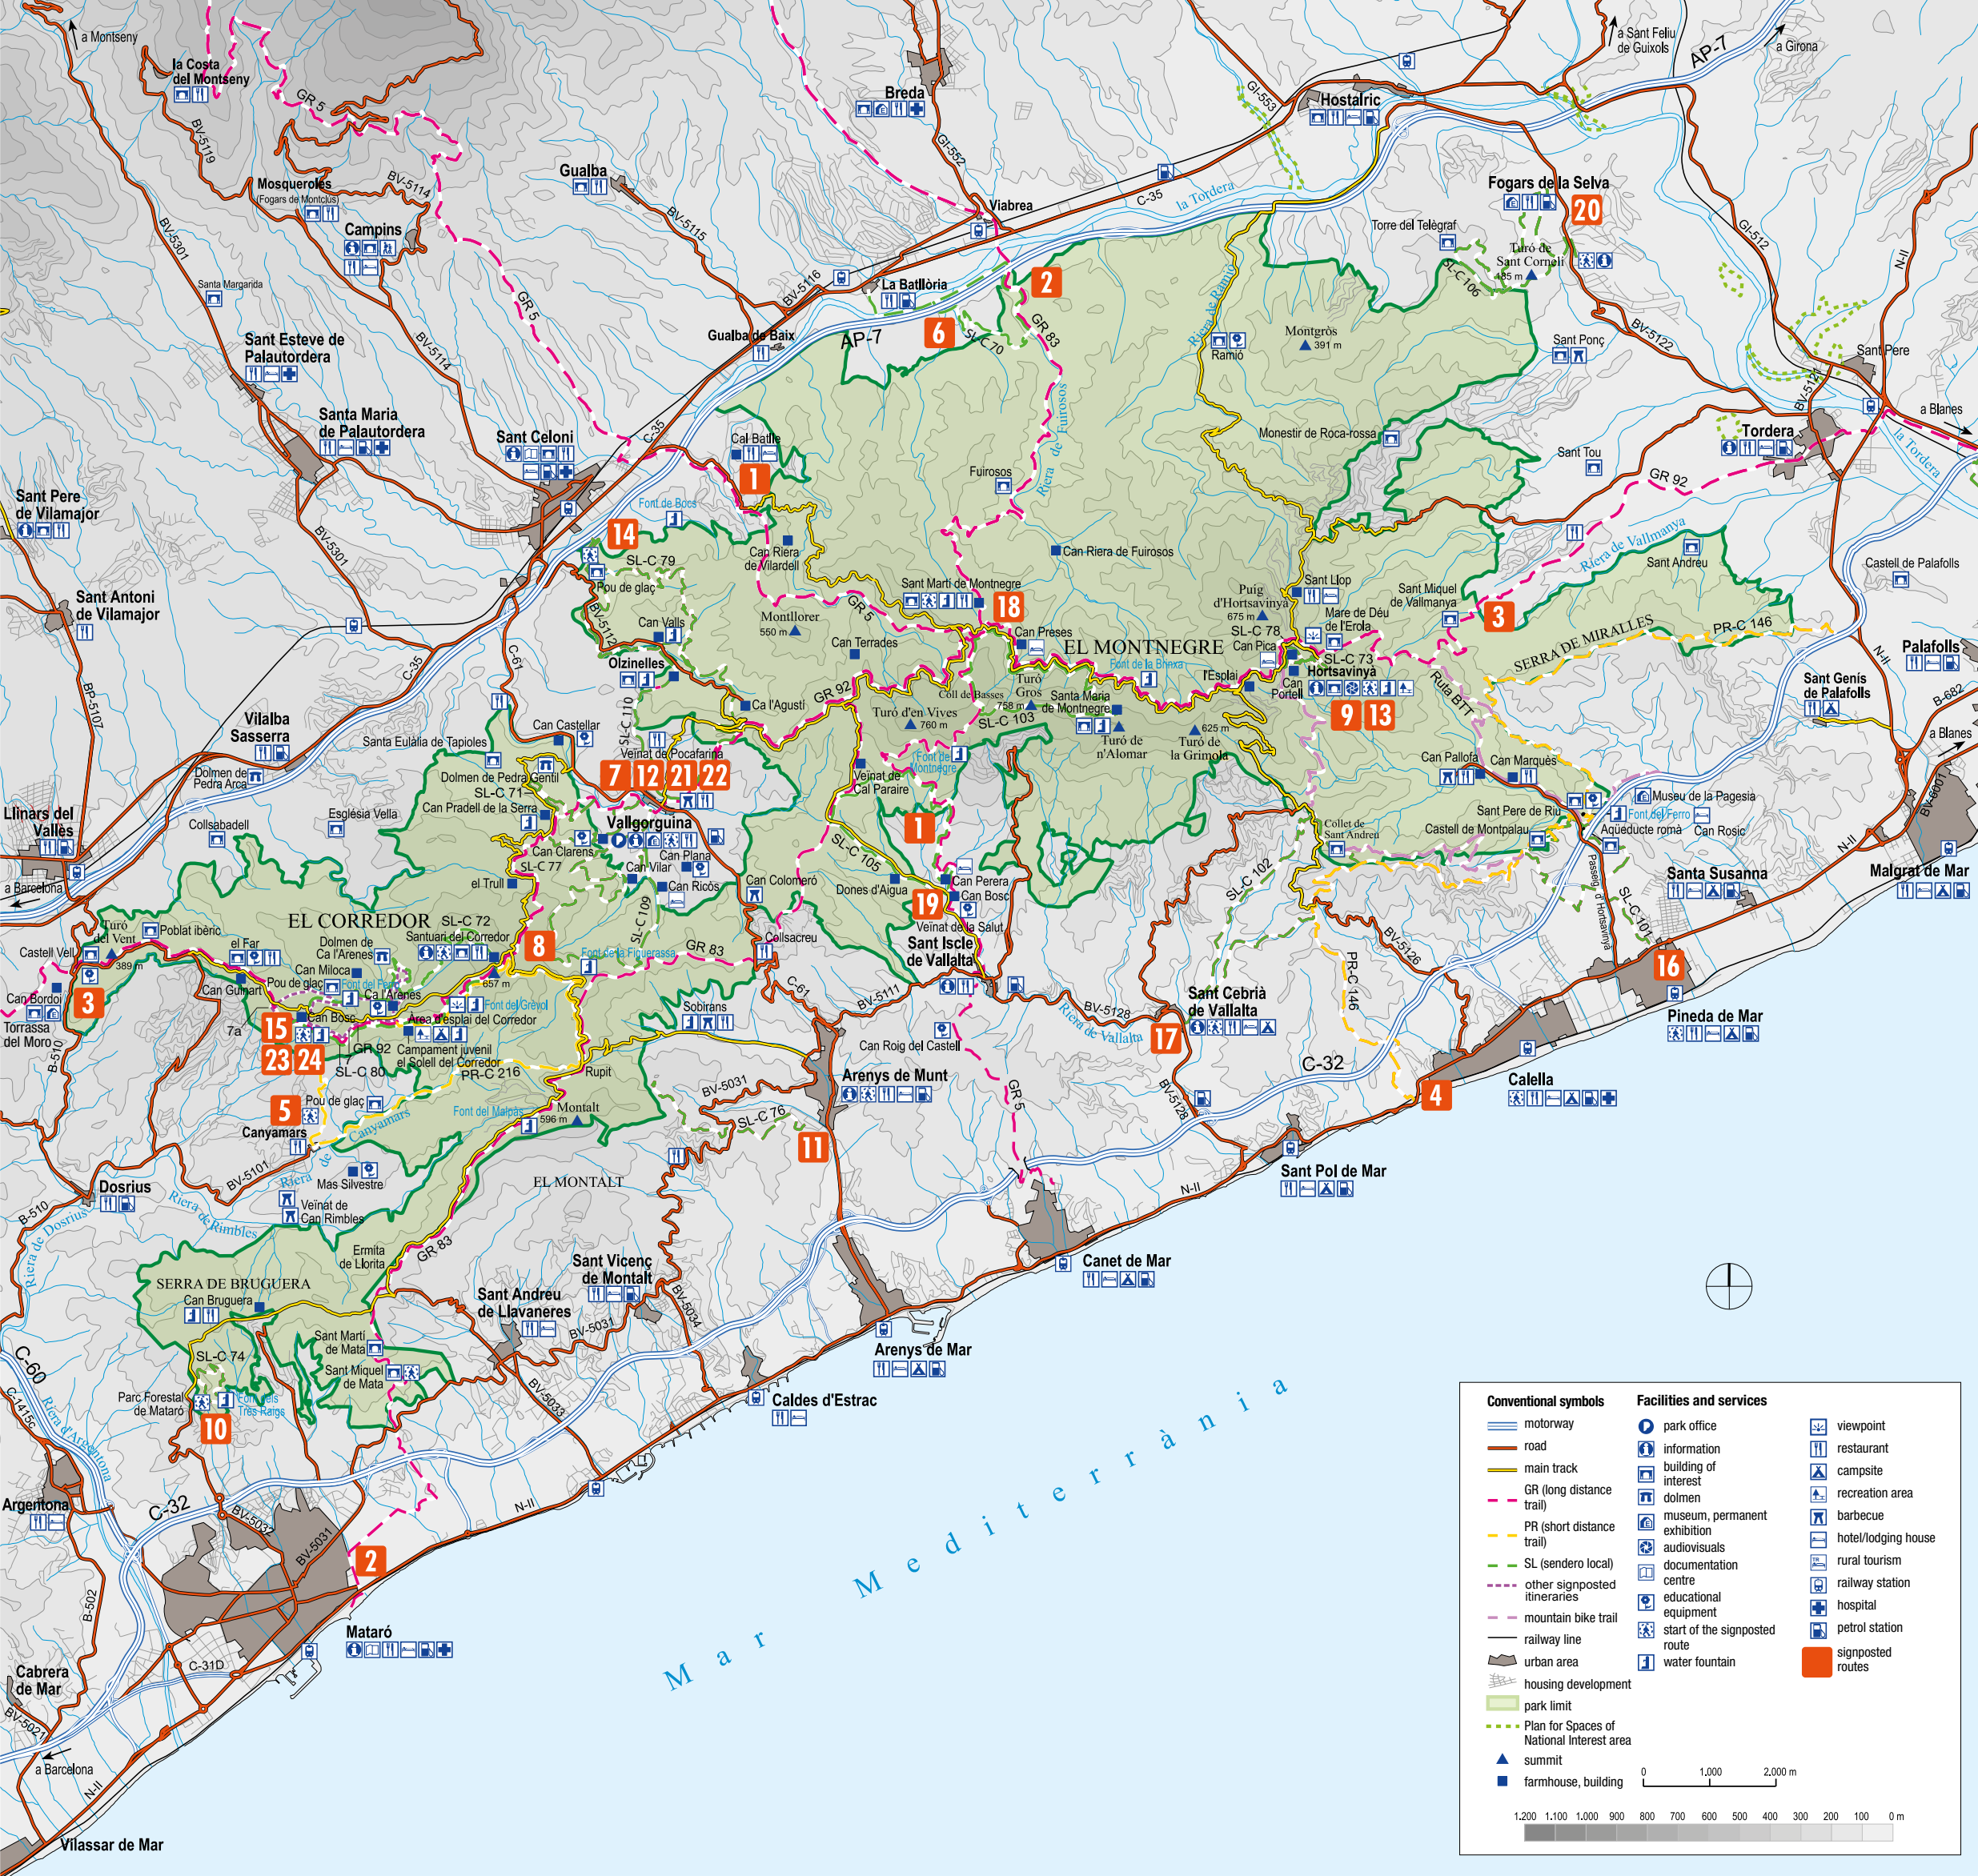 a Montseny
la Costa
del Montseny
GR 5
BV-5119
Breda
GI-552
GI-553
Hostalric
a Sant Feliu
de Guíxols
AP-7
a Girona
BV-5301
Mosqueroles
(Fogars de Montclús)
BV-5114
Campins
Gualba
BV-5115
Viabrea
C-35
la Tordera
Fogars de la Selva
20
Torre del Telègraf
Turó de
Sant Corneli
485 m
SL-C 106
GI-512
N-II
Santa Margarida
BV-5116
La Batllòria
2
6
SL-C 70
GR 83
AP-7
Gualba de Baix
Riera de Ramió
Ramió
Montgròs
391 m
Sant Ponç
BV-5122
Sant Pere
BV-5121
a Blanes
Sant Esteve de
Palautordera
BV-5114
GR 5
Santa Maria
de Palautordera
Sant Celoni
C-35
Cal Batlle
1
Riera de Fuirosos
Fuirosos
Monestir de Roca-rossa
Sant Tou
Tordera
la Tordera
GR 92
Sant Pere
de Vilamajor
BV-5301
Font de Bocs
14
SL-C 79
Pou de glaç
Can Riera
de Vilardell
Can Riera de Fuirosos
Riera de Vallmanya
Sant Andreu
Castell de Palafolls
Sant Antoni
de Vilamajor
BV-5112
Can Valls
Montllorer
550 m
GR 5
Sant Martí de Montnegre
18
Puig
d'Hortsavinyà
675 m
Sant Llop
Mare de Déu
de l'Erola
Sant Miquel
de Vallmanya
3
SERRA DE MIRALLES
PR-C 146
C-61
C-35
Olzinelles
Can Terrades
Can Preses
EL MONTNEGRE
Font de la Brinxa
SL-C 78
Can Pica
SL-C 73
Hortsavinyà
Can
Portell
l'Esplai
9
13
Ruta BTT
Palafolls
N-II
Sant Genís
de Palafolls
B-682
a Blanes
BP-5107
Vilalba
Sasserra
SL-C 110
Ca l'Agustí
GR 92
Coll de Basses
Turó
Gros
758 m
Turó d'en Vives
760 m
SL-C 103
Santa Maria
de Montnegre
Turó de
n'Alomar
625 m
Turó de
la Grimola
Can Castellar
Santa Eulàlia de Tapioles
Dolmen de
Pedra Arca
Dolmen de Pedra Gentil
SL-C 71
Can Pradell de la Serra
Veïnat de Pocafarina
7
12
21
22
Font de
Montnegre
Veïnat de
Cal Paraire
Can Pallofa
Can Marquès
Museu de la Pagesia
Sant Pere de Riu
Font del Ferro
Can Rosic
Aqüeducte romà
Castell de Montpalau
BV-6001
Llinars del
Vallès
Collsabadell
Església Vella
Vallgorguina
Can Clarens
SL-C 77
Can Plana
Can Vilar
Can Ricós
1
SL-C 105
Collet de
Sant Andreu
a Barcelona
el Trull
SL-C 109
Can Colomeró
Dones d'Aigua
Can Perera
Can Bosc
19
Veïnat de la Salut
Sant Iscle
de Vallalta
SL-C 102
Passeig d'Hortsavinyà
SL-C 101
Santa Susanna
N-II
Malgrat de Mar
EL CORREDOR
SL-C 72
Santuari del Corredor
8
Font de la Figuerassa
GR 83
Collsacreu
Turó
del Vent
389 m
Castell Vell
Poblat ibèric
el Far
Dolmen de
Ca l'Arenes
Can Miloca
Pou de glaç
Font del Ferro
Ca l'Arenes
657 m
Font del Grèvol
BV-5126
PR-C 146
16
Pineda de Mar
Can Bordoi
Torrassa
del Moro
3
Can Guinart
7a
15
Can Bosc
Àrea d'esplai del Corredor
23
24
GR 92
Campament juvenil
el Solell del Corredor
SL-C 80
PR-C 216
B-510
C-61
BV-5111
Sobirans
BV-5128
Riera de Vallalta
Sant Cebrià
de Vallalta
17
Can Roig del Castell
Rupit
Arenys de Munt
BV-5031
C-32
Calella
4
5
Pou de glaç
Canyamars
Riera de Canyamars
Font del Malpàs
Montalt
596 m
SL-C 76
11
GR 5
BV-5128
BV-5101
Mas Silvestre
Dosrius
Veïnat de
Can Rimbles
Riera de Rimbles
B-510
Riera de Dosrius
EL MONTALT
Sant Pol de Mar
N-II
Ermita
de Llorita
GR 83
SERRA DE BRUGUERA
Can Bruguera
Sant Vicenç
de Montalt
Canet de Mar
Sant Andreu
de Llavaneres
BV-5031
BV-5034
Sant Martí
de Mata
Sant Miquel
de Mata
SL-C 74
Arenys de Mar
C-60
C-1415c
Riera d'Argentona
Parc Forestal
de Mataró
Font dels
Tres Raigs
10
BV-5033
Caldes d'Estrac
Argentona
C-32
BV-5032
BV-5031
N-II
2
Mar Mediterrània
B-502
Mataró
C-31D
Cabrera
de Mar
BV-5021
a Barcelona
N-II
Vilassar de Mar
Conventional symbols
motorway
road
main track
GR (long distance
trail)
PR (short distance
trail)
SL (sendero local)
other signposted
itineraries
mountain bike trail
railway line
urban area
housing development
park limit
Plan for Spaces of
National Interest area
summit
farmhouse, building
Facilities and services
park office
information
building of
interest
dolmen
museum, permanent
exhibition
audiovisuals
documentation
centre
educational
equipment
start of the signposted
route
water fountain
viewpoint
restaurant
campsite
recreation area
barbecue
hotel/lodging house
rural tourism
railway station
hospital
petrol station
signposted
routes
0 1.000 2.000 m
1.200 1.100 1.000 900 800 700 600 500 400 300 200 100 0 m